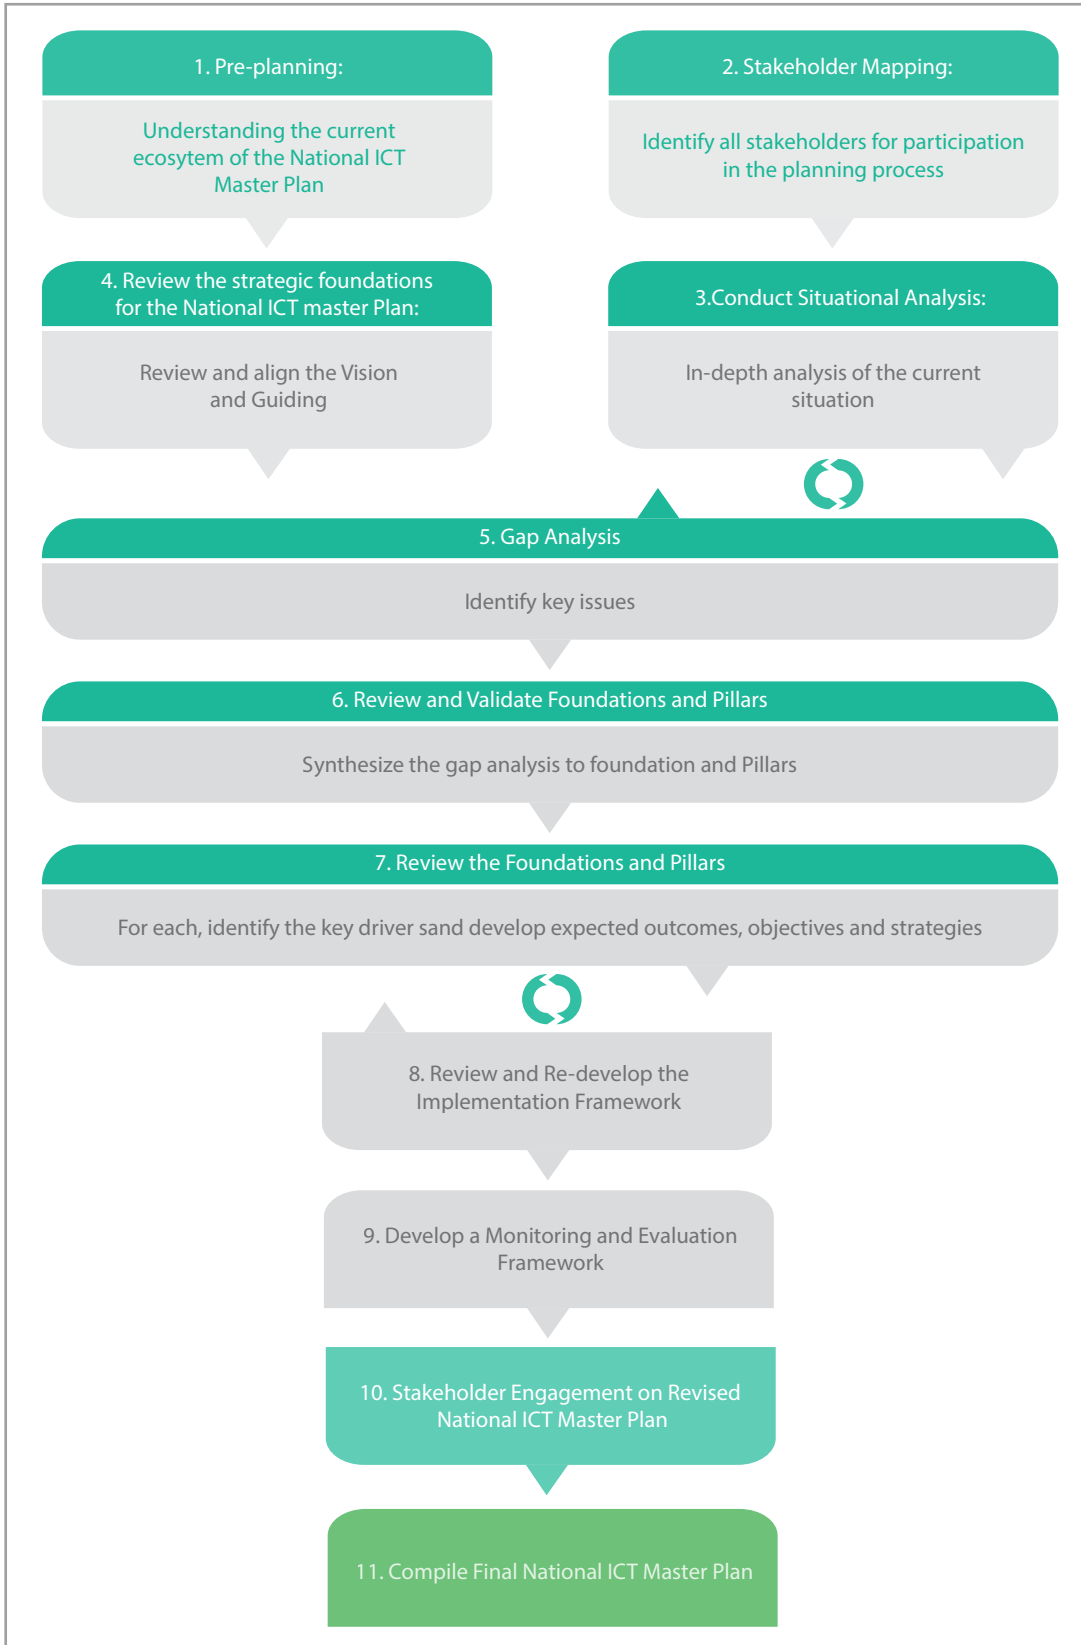 1. Pre-planning:
Understanding the current
ecosytem of the National ICT
Master Plan
2. Stakeholder Mapping:
Identify all stakeholders for participation
in the planning process
4. Review the strategic foundations
for the National ICT master Plan:
Review and align the Vision
and Guiding
3.Conduct Situational Analysis:
In-depth analysis of the current
situation
5. Gap Analysis
Identify key issues
6. Review and Validate Foundations and Pillars
Synthesize the gap analysis to foundation and Pillars
7. Review the Foundations and Pillars
For each, identify the key driver sand develop expected outcomes, objectives and strategies
8. Review and Re-develop the
Implementation Framework
9. Develop a Monitoring and Evaluation
Framework
10. Stakeholder Engagement on Revised
National ICT Master Plan
11. Compile Final National ICT Master Plan